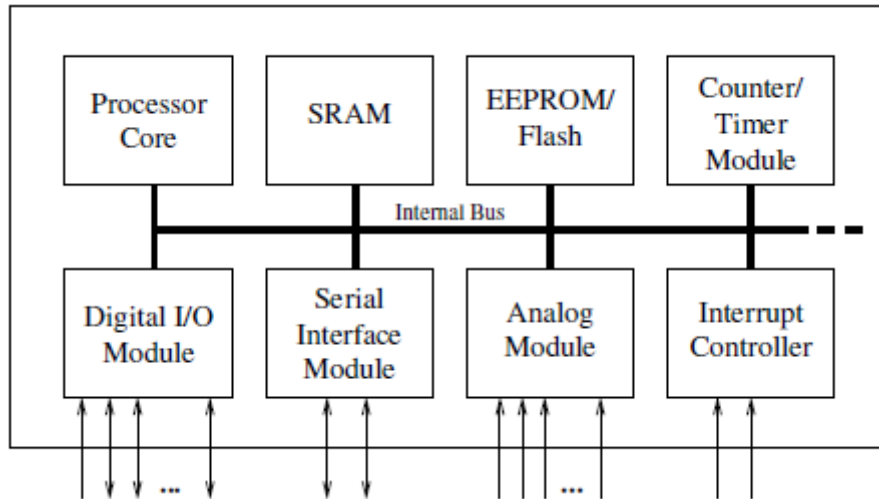 Processor
Core
SRAM
EEPROM/
Flash
Counter/
Timer
Module
Internal Bus
Digital I/O
Module
Serial
Interface
Module
Analog
Module
Interrupt
Controller
...
...